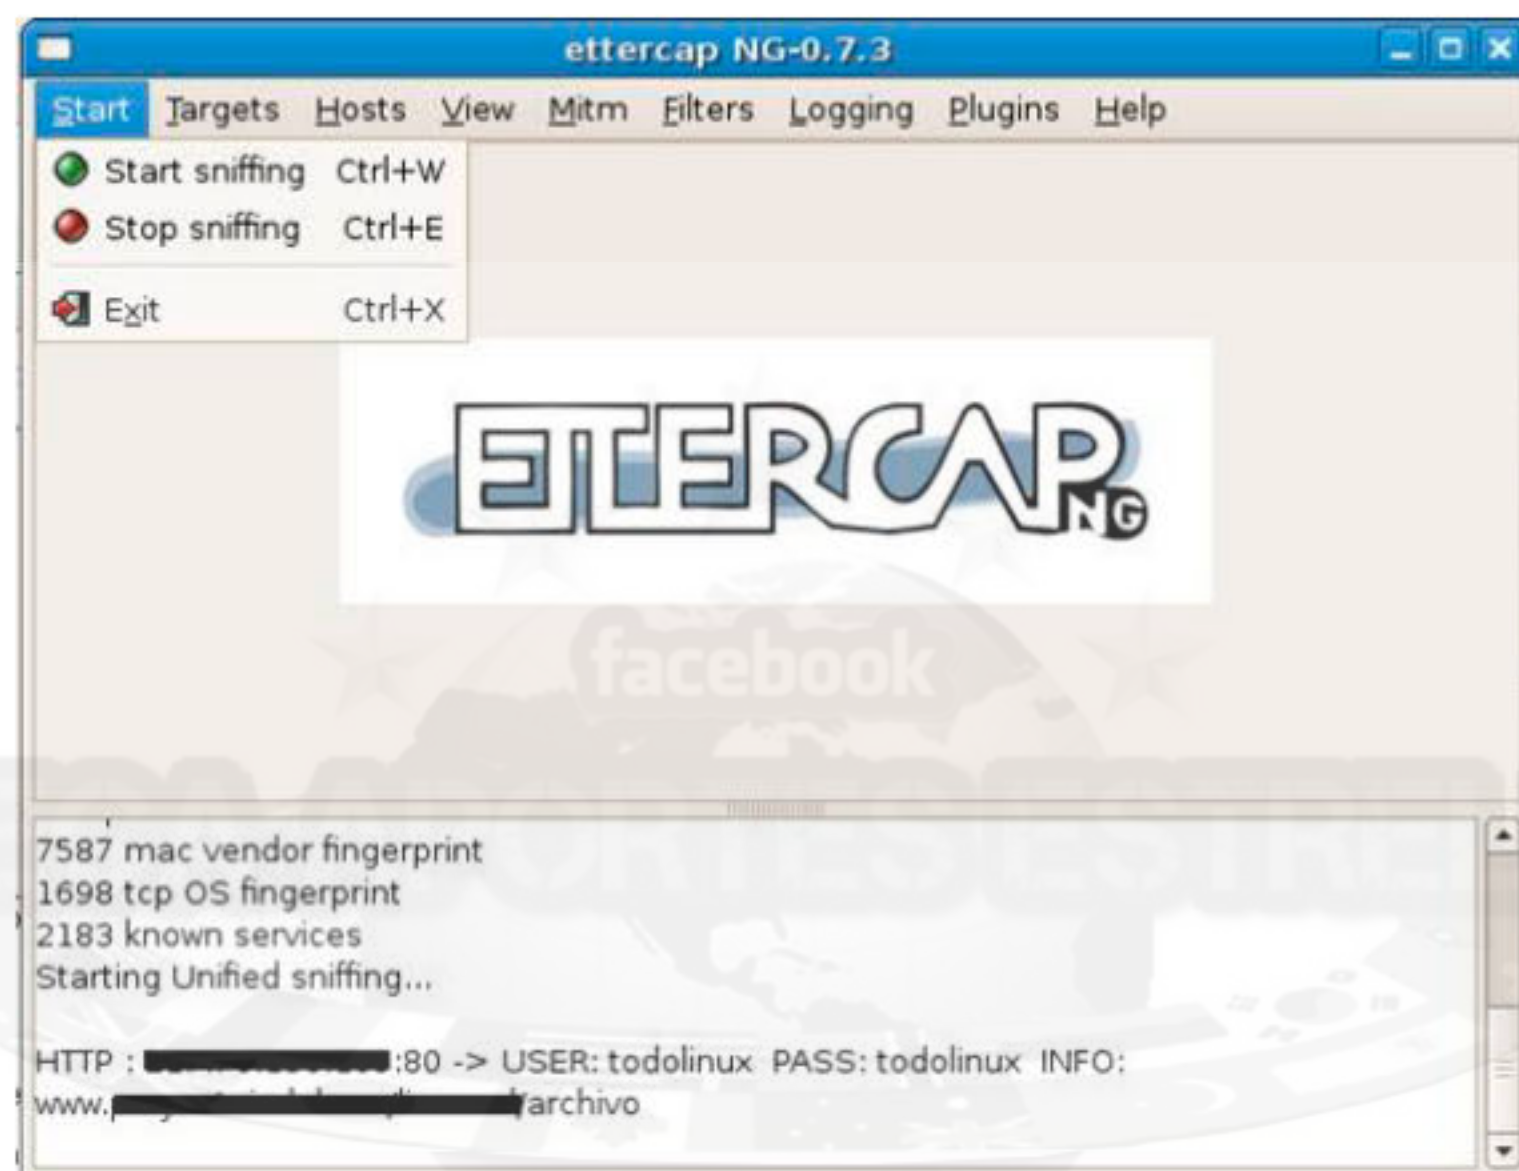 ettercap NG-0.7.3
Start Targets Hosts View Mitm Filters Logging Plugins Help
Start sniffing Ctrl+W
Stop sniffing Ctrl+E
Exit Ctrl+X
ETTERCAP NG
facebook
7587 mac vendor fingerprint
1698 tcp OS fingerprint
2183 known services
Starting Unified sniffing...
HTTP : :80 -> USER: todolinux PASS: todolinux INFO:
www. /archivo